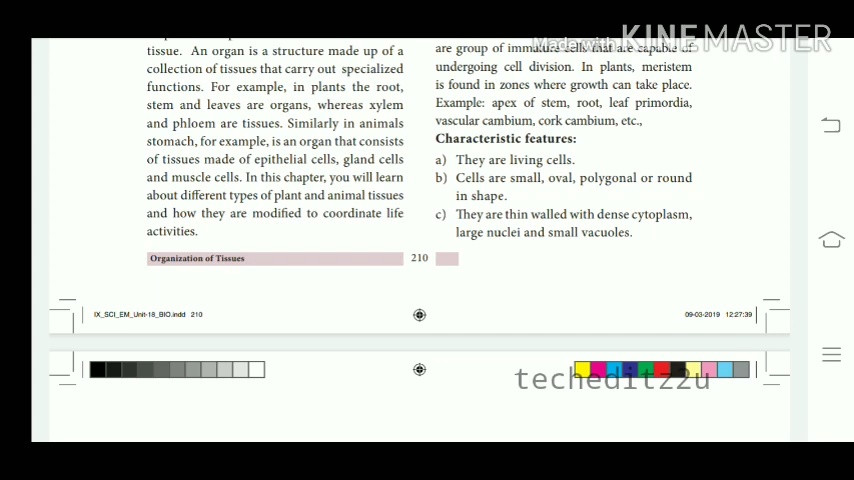 Made with KINEMASTER
tissue. An organ is a structure made up of a
collection of tissues that carry out specialized
functions. For example, in plants the root,
stem and leaves are organs, whereas xylem
and phloem are tissues. Similarly in animals
stomach, for example, is an organ that consists
of tissues made of epithelial cells, gland cells
and muscle cells. In this chapter, you will learn
about different types of plant and animal tissues
and how they are modified to coordinate life
activities.
are group of immature cells that are capable of
undergoing cell division. In plants, meristem
is found in zones where growth can take place.
Example: apex of stem, root, leaf primordia,
vascular cambium, cork cambium, etc.,
Characteristic features:
a) They are living cells.
b) Cells are small, oval, polygonal or round
in shape.
c) They are thin walled with dense cytoplasm,
large nuclei and small vacuoles.
Organization of Tissues 210
IX_SCI_EM_Unit-18_BIO.indd 210
09-03-2019 12:27:39
techeditz2u